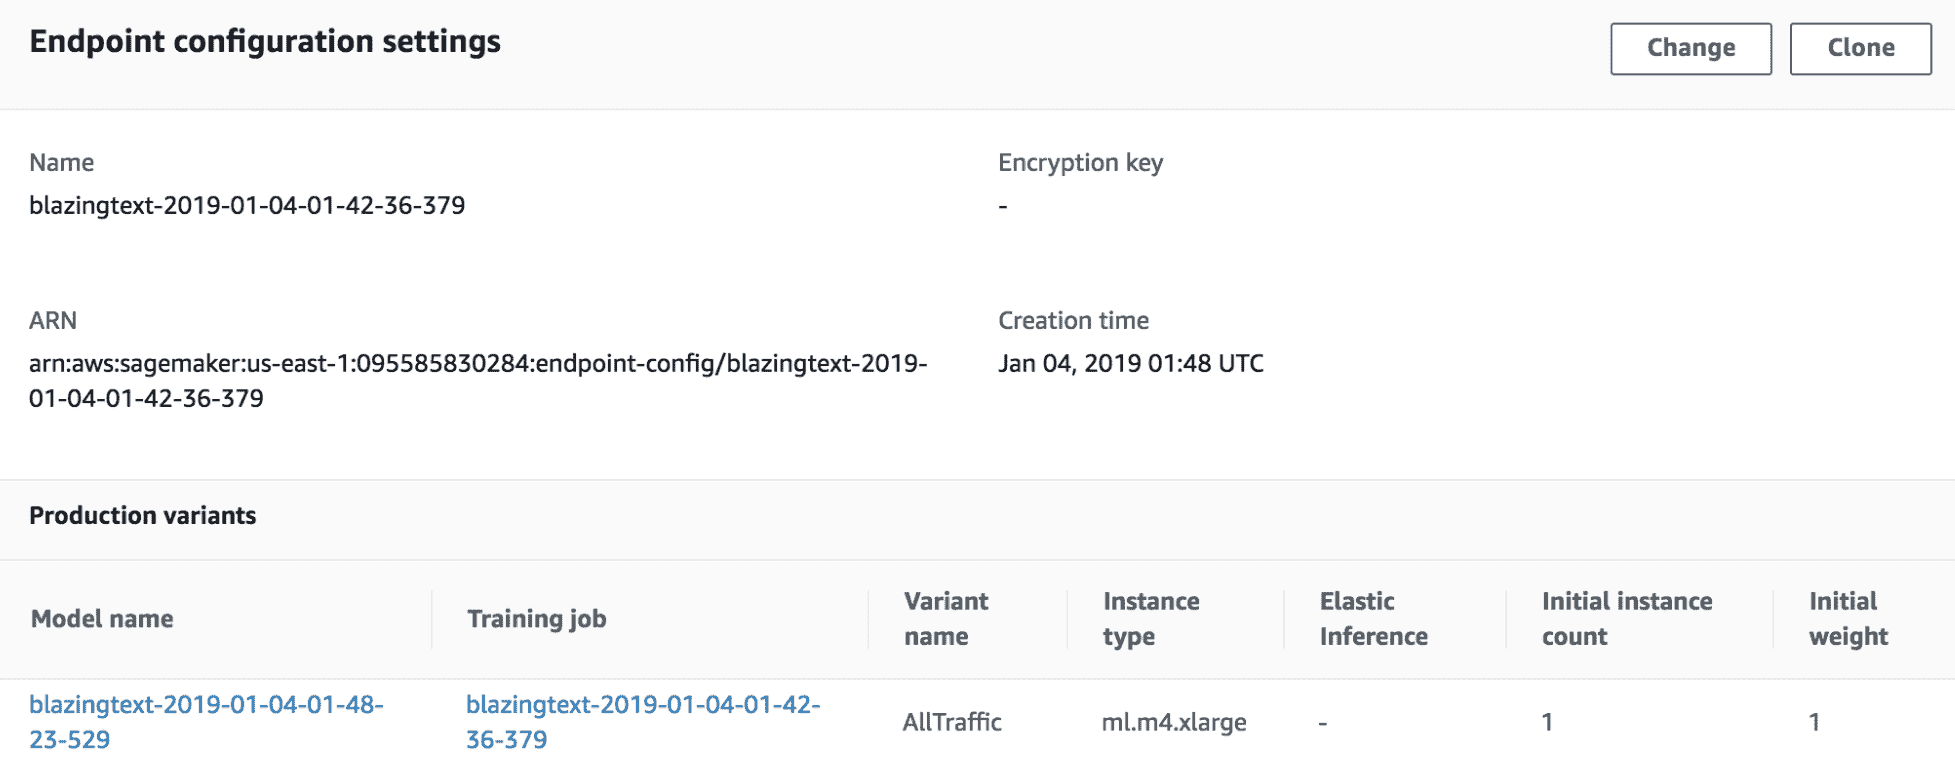 Endpoint configuration settings
Change
Clone
Name
blazingtext-2019-01-04-01-42-36-379
Encryption key
-
ARN
arn:aws:sagemaker:us-east-1:095585830284:endpoint-config/blazingtext-2019-
01-04-01-42-36-379
Creation time
Jan 04, 2019 01:48 UTC
Production variants
Model name
Training job
Variant
name
Instance
type
Elastic
Inference
Initial instance
count
Initial
weight
blazingtext-2019-01-04-01-48-
23-529
blazingtext-2019-01-04-01-42-
36-379
AllTraffic
ml.m4.xlarge
-
1
1